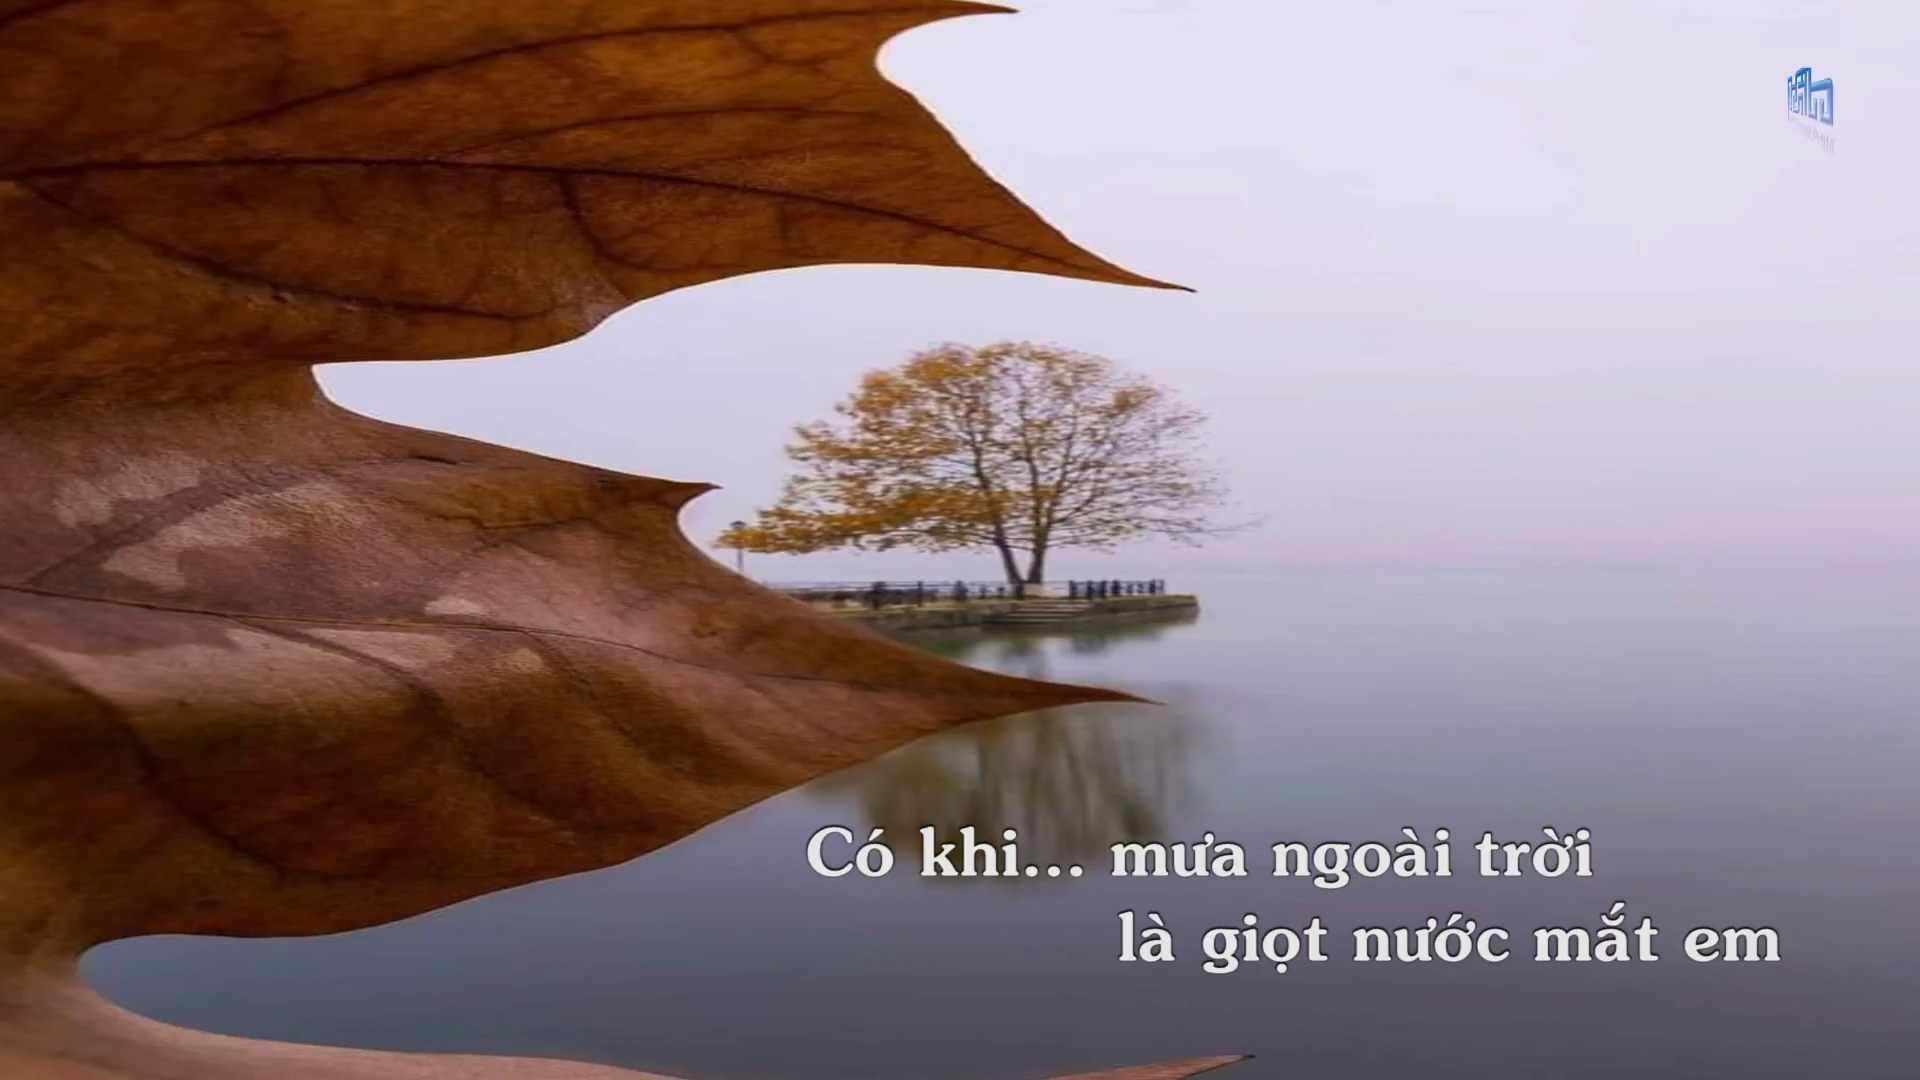 Có khi... mưa ngoài trời
là giọt nước mắt em